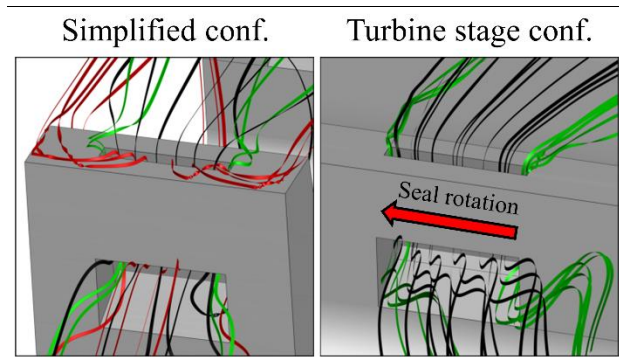 Simplified conf.
Turbine stage conf.
Seal rotation